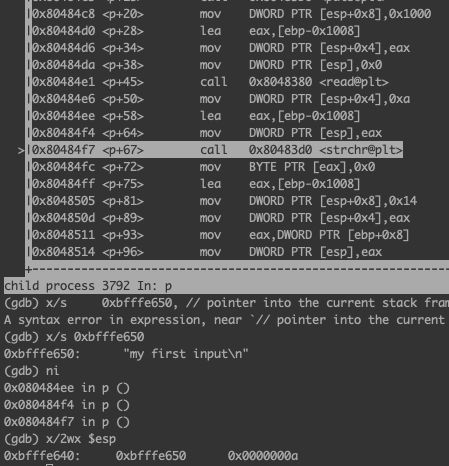 0x80484c8 <p+20> mov DWORD PTR [esp+0x8],0x1000
0x80484d0 <p+28> lea eax,[ebp-0x1008]
0x80484d6 <p+34> mov DWORD PTR [esp+0x4],eax
0x80484da <p+38> mov DWORD PTR [esp],0x0
0x80484e1 <p+45> call 0x8048380 <read@plt>
0x80484e6 <p+50> mov DWORD PTR [esp+0x4],0xa
0x80484ee <p+58> lea eax,[ebp-0x1008]
0x80484f4 <p+64> mov DWORD PTR [esp],eax
>|0x80484f7 <p+67> call 0x80483d0 <strchr@plt>
0x80484fc <p+72> mov BYTE PTR [eax],0x0
0x80484ff <p+75> lea eax,[ebp-0x1008]
0x8048505 <p+81> mov DWORD PTR [esp+0x8],0x14
0x804850d <p+89> mov DWORD PTR [esp+0x4],eax
0x8048511 <p+93> mov eax,DWORD PTR [ebp+0x8]
0x8048514 <p+96> mov DWORD PTR [esp],eax
child process 3792 In: p
(gdb) x/s 0xbfffe650, // pointer into the current stack fram
A syntax error in expression, near `// pointer into the current
(gdb) x/s 0xbfffe650
0xbfffe650: "my first input\n"
(gdb) ni
0x080484ee in p ()
0x080484f4 in p ()
0x080484f7 in p ()
(gdb) x/2wx $esp
0xbfffe640: 0xbfffe650 0x0000000a